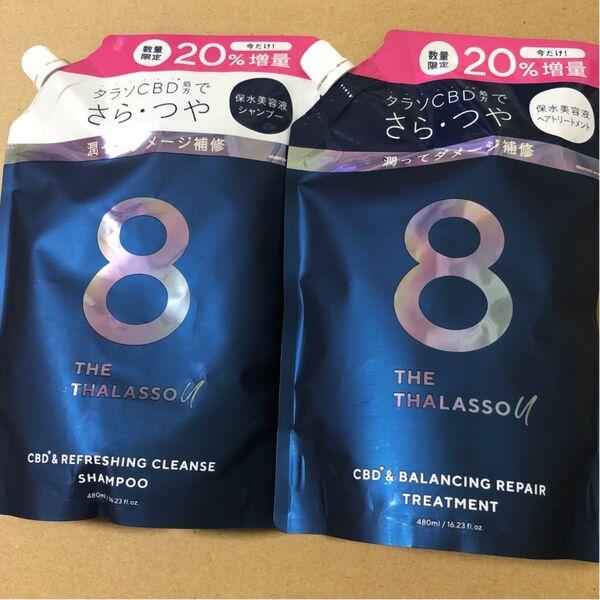 数量
限定
今だけ!
20%増量
タラソCBD処方で
さら・つや
保水美容液
シャンプー
潤って メージ補修
8
THE
THALASSO U
CBD* & REFRESHING CLEANSE
SHAMPOO
480ml / 16.23 fl.oz.
数量
限定
今だけ!
20%増量
タラソCBD処方で
さら・つや
保水美容液
ヘアトリートメント
潤ってダメージ補修
8
THE
THALASSO U
CBD* & BALANCING REPAIR
TREATMENT
480ml / 16.23 fl.oz.